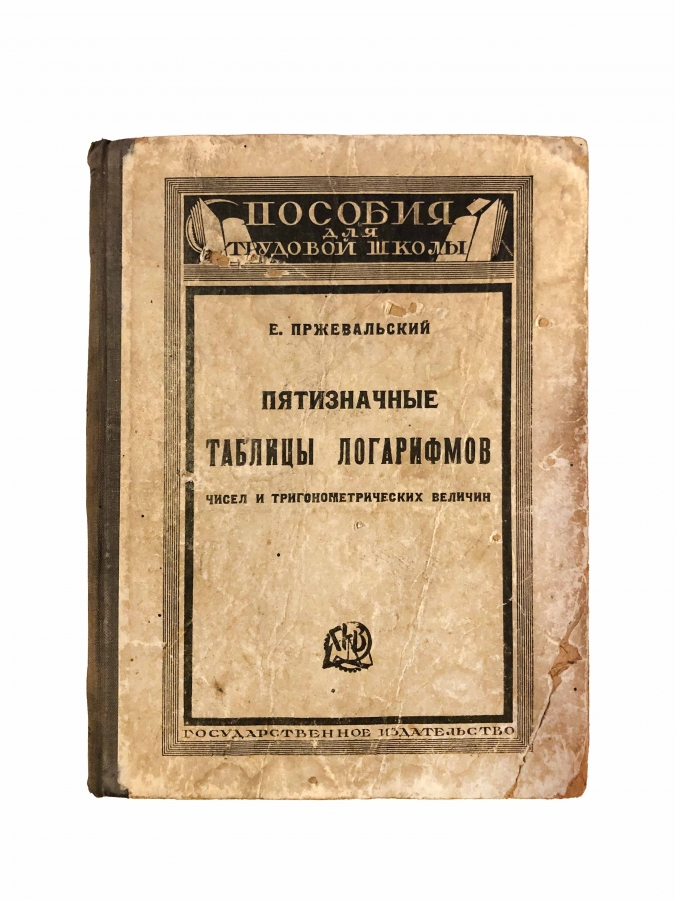 ПОСОБИЯ
ДЛЯ
ТРУДОВОЙ ШКОЛЫ
Е. ПРЖЕВАЛЬСКИЙ
ПЯТИЗНАЧНЫЕ
ТАБЛИЦЫ ЛОГАРИФМОВ
ЧИСЕЛ И ТРИГОНОМЕТРИЧЕСКИХ ВЕЛИЧИН
ГОСУДАРСТВЕННОЕ ИЗДАТЕЛЬСТВО